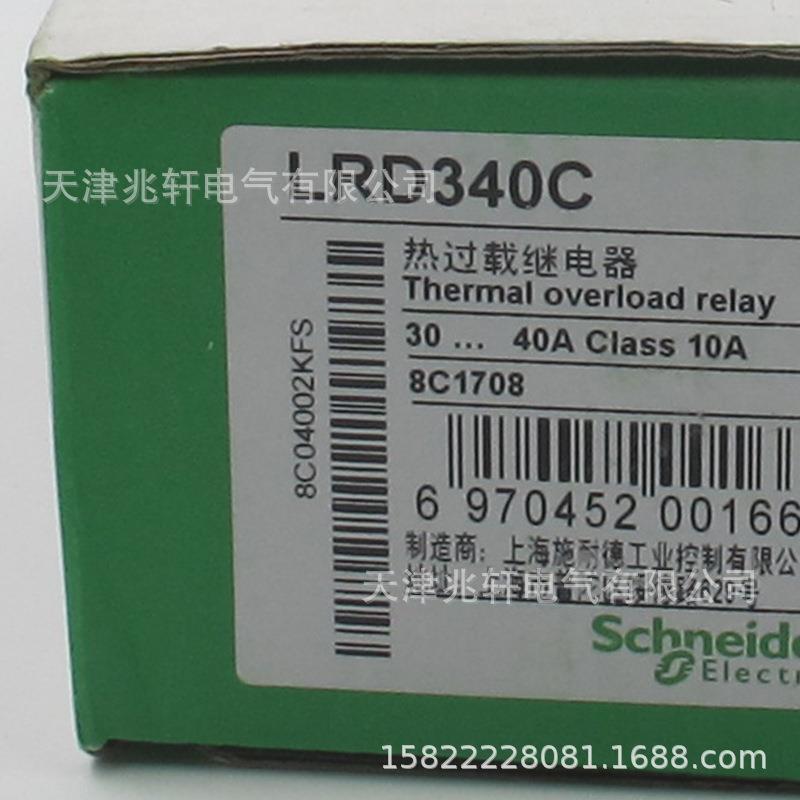 LRD340C
天津兆轩电气有限公司
热过载继电器
Thermal overload relay
30 ... 40A Class 10A
8C1708
8C04002KFS
6 970452 00166
制造商: 上海施耐德工业控制有限公
天津兆轩电气有限公司
Schneide
Electr
15822228081.1688.com